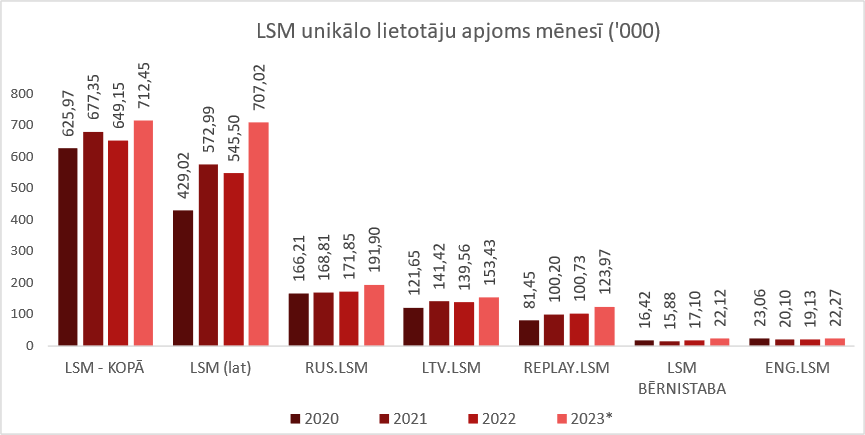 LSM unikālo lietotāju apjoms mēnesī ('000)
800
700
600
500
400
300
200
100
0
625,97 677,35 649,15 712,45
429,02 572,99 545,50 707,02
166,21 168,81 171,85 191,90
121,65 141,42 139,56 153,43
81,45 100,20 100,73 123,97
16,42 15,88 17,10 22,12
23,06 20,10 19,13 22,27
LSM - KOPĀ
LSM (lat)
RUS.LSM
LTV.LSM
REPLAY.LSM
LSM
BĒRNISTABA
ENG.LSM
2020 2021 2022 2023*